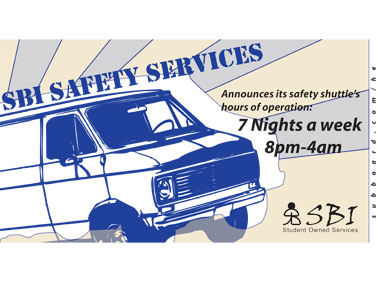 SBI SAFETY SERVICES
Announces its safety shuttle's
hours of operation:
7 Nights a week
8pm-4am
SBI
Student Owned Services
subboard.com/he